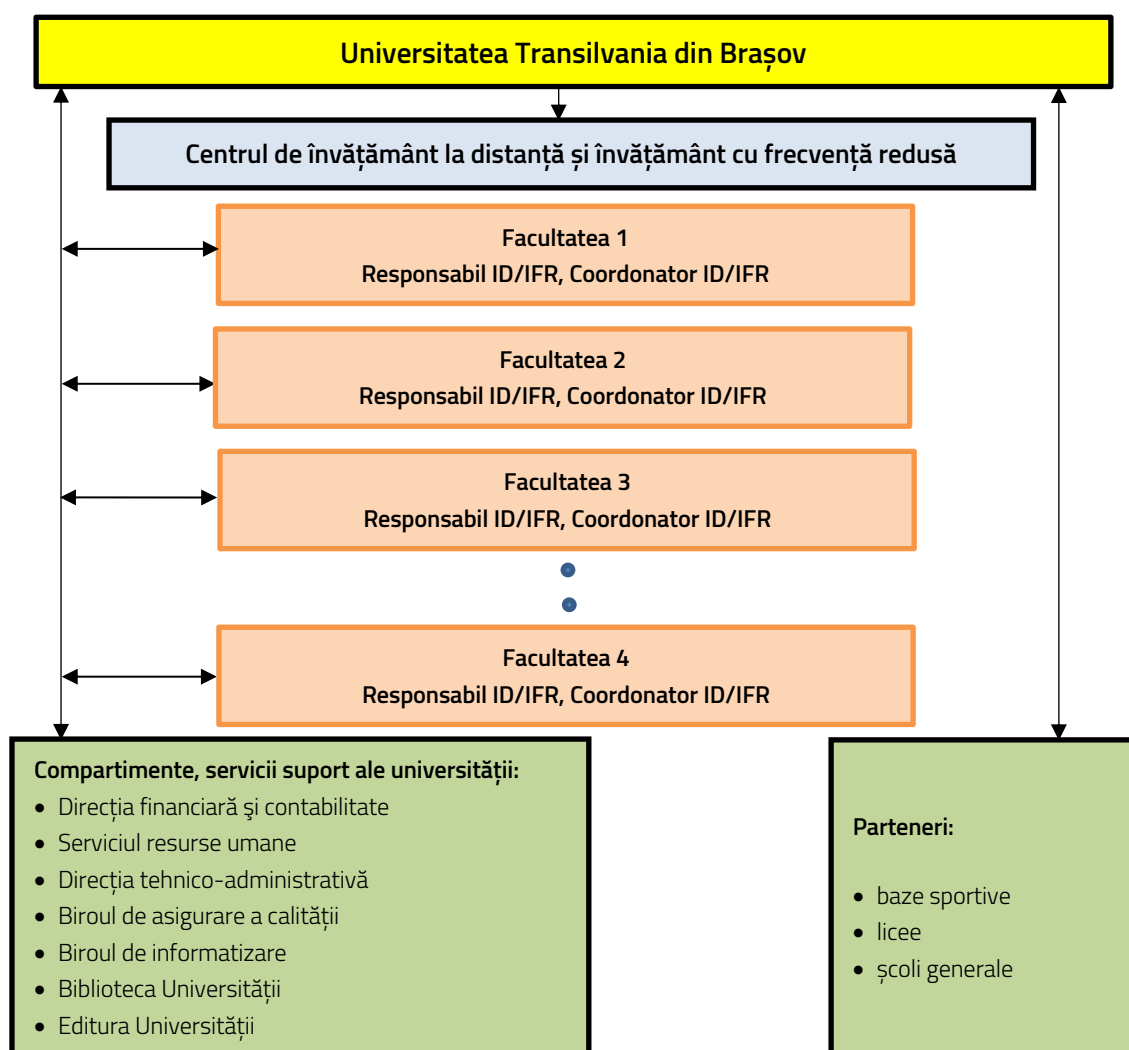 Universitatea Transilvania din Brașov
Centrul de învățământ la distanță și învățământ cu frecvență redusă
Facultatea 1
Responsabil ID/IFR, Coordonator ID/IFR
Facultatea 2
Responsabil ID/IFR, Coordonator ID/IFR
Facultatea 3
Responsabil ID/IFR, Coordonator ID/IFR
Facultatea 4
Responsabil ID/IFR, Coordonator ID/IFR
Compartimente, servicii suport ale universității:
• Direcția financiară şi contabilitate
• Serviciul resurse umane
• Direcția tehnico-administrativă
• Biroul de asigurare a calității
• Biroul de informatizare
• Biblioteca Universității
• Editura Universității
Parteneri:
• baze sportive
• licee
• școli generale